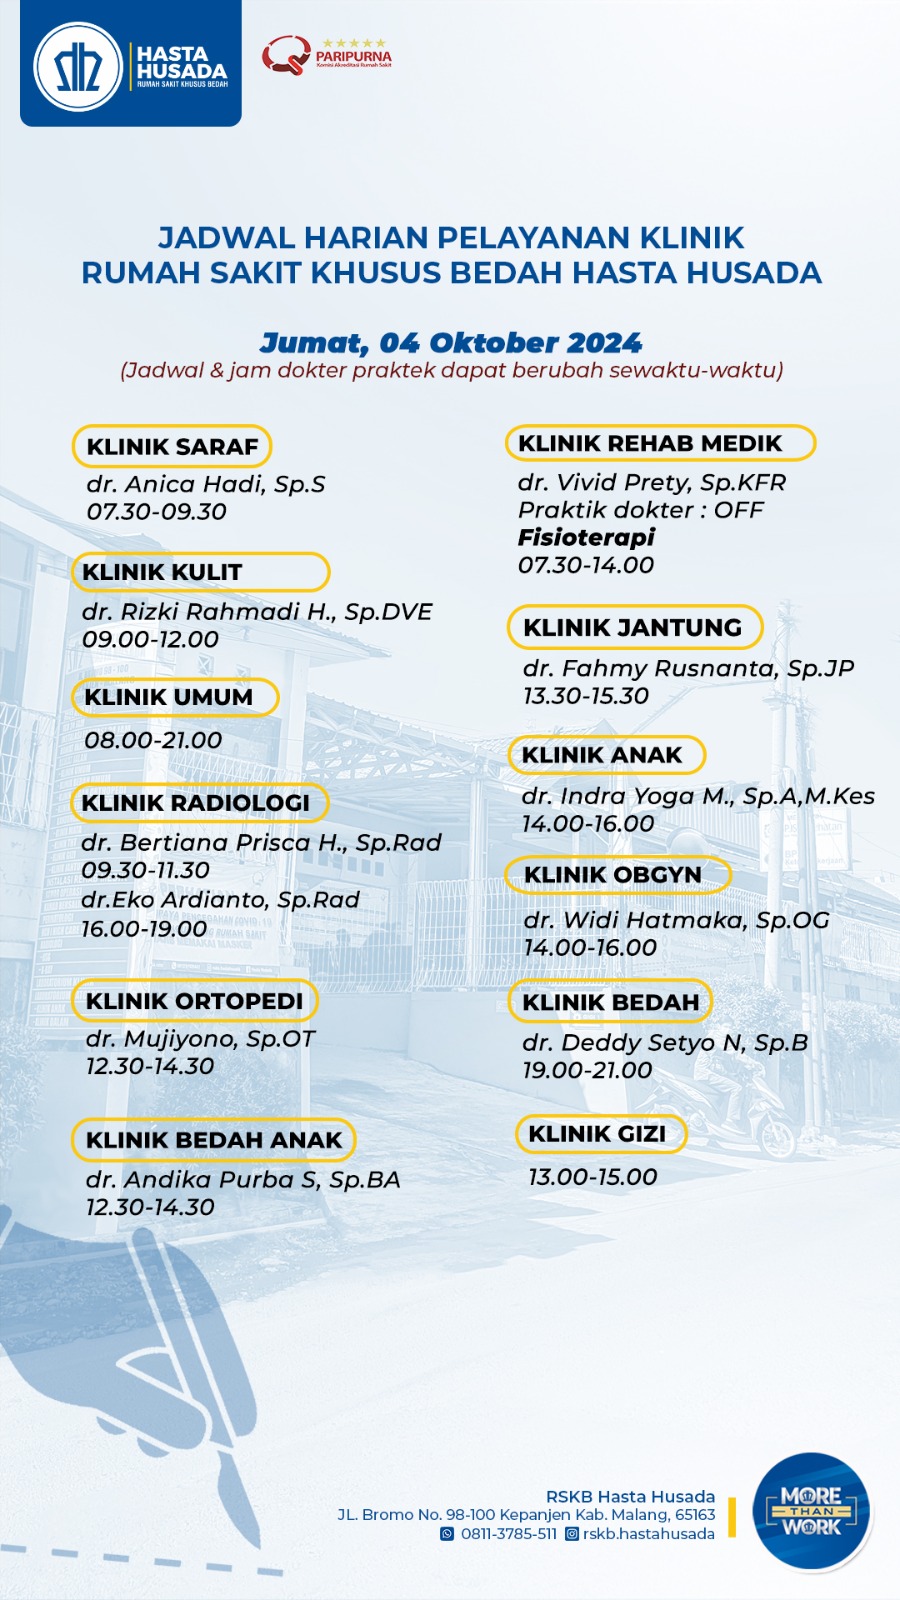 HASTA
HUSADA
RUMAH SAKIT KHUSUS BEDAH
PARIPURNA
Komisi Akreditasi Rumah Sakit
JADWAL HARIAN PELAYANAN KLINIK
RUMAH SAKIT KHUSUS BEDAH HASTA HUSADA
Jumat, 04 Oktober 2024
(Jadwal & jam dokter praktek dapat berubah sewaktu-waktu)
KLINIK SARAF
dr. Anica Hadi, Sp.S
07.30-09.30
KLINIK KULIT
dr. Rizki Rahmadi H., Sp.DVE
09.00-12.00
KLINIK UMUM
08.00-21.00
KLINIK RADIOLOGI
dr. Bertiana Prisca H., Sp.Rad
09.30-11.30
dr.Eko Ardianto, Sp.Rad
16.00-19.00
KLINIK ORTOPEDI
dr. Mujiyono, Sp.OT
12.30-14.30
KLINIK BEDAH ANAK
dr. Andika Purba S, Sp.BA
12.30-14.30
KLINIK REHAB MEDIK
dr. Vivid Prety, Sp.KFR
Praktik dokter : OFF
Fisioterapi
07.30-14.00
KLINIK JANTUNG
dr. Fahmy Rusnanta, Sp.JP
13.30-15.30
KLINIK ANAK
dr. Indra Yoga M., Sp.A,M.Kes
14.00-16.00
KLINIK OBGYN
dr. Widi Hatmaka, Sp.OG
14.00-16.00
KLINIK BEDAH
dr. Deddy Setyo N, Sp.B
19.00-21.00
KLINIK GIZI
13.00-15.00
RSKB Hasta Husada
JL. Bromo No. 98-100 Kepanjen Kab. Malang, 65163
0811-3785-511 rskb.hastahusada
MORE
THAN
WORK